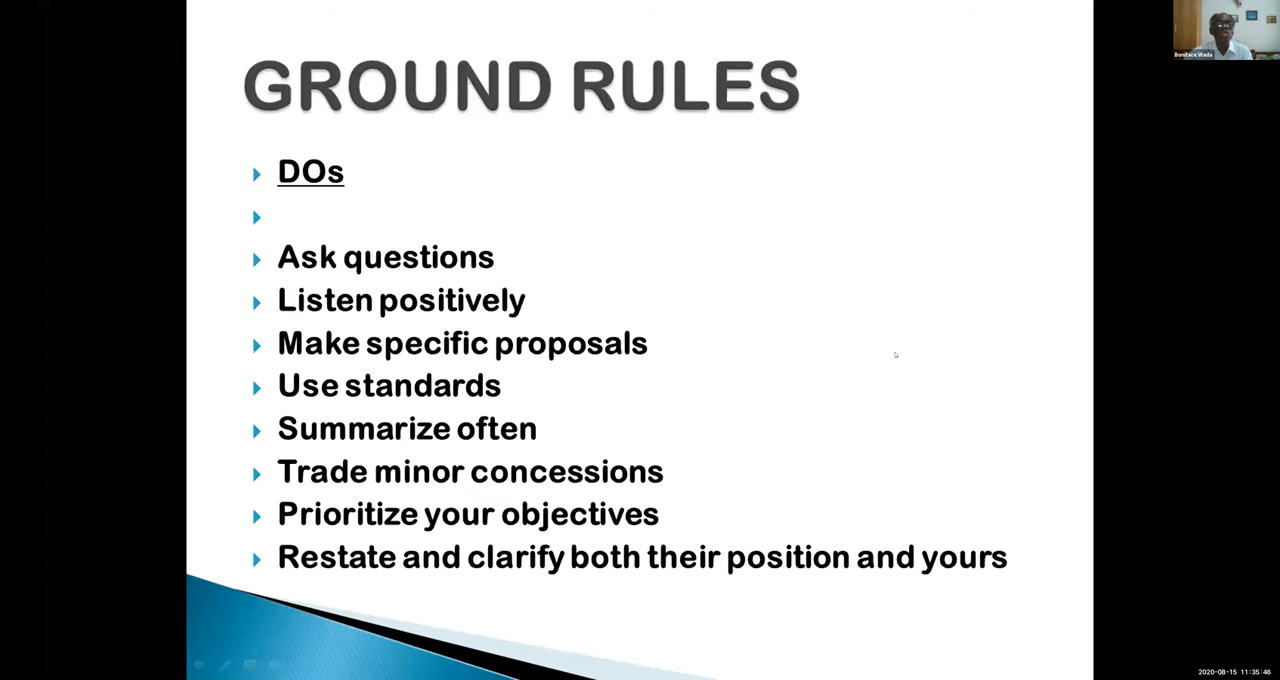 Boniface Wada
GROUND RULES
DOs
Ask questions
Listen positively
Make specific proposals
Use standards
Summarize often
Trade minor concessions
Prioritize your objectives
Restate and clarify both their position and yours
2020-08-15 11:35:46